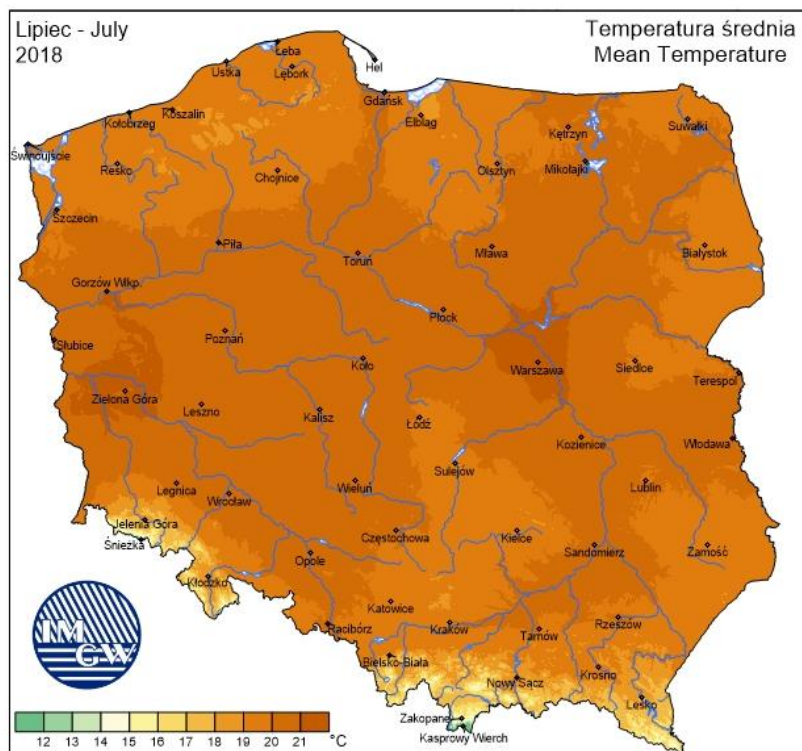 Lipiec - July
2018
Temperatura średnia
Mean Temperature
Łeba
Ustka
Lębork
Hel
Gdańsk
Koszalin
Kołobrzeg
Elbląg
Kętrzyn
Suwałki
Świnoujście
Resko
Chojnice
Olsztyn
Mikołajki
Szczecin
Piła
Toruń
Mława
Białystok
Gorzów Wlkp.
Płock
Słubice
Poznań
Koło
Warszawa
Siedlce
Terespol
Zielona Góra
Leszno
Kalisz
Łódź
Kozienice
Włodawa
Sulejów
Legnica
Wrocław
Wieluń
Lublin
Jelenia Góra
Śnieżka
Częstochowa
Kielce
Sandomierz
Zamość
Opole
Kłodzko
Katowice
Racibórz
Kraków
Tarnów
Rzeszów
Bielsko-Biała
Nowy Sącz
Krosno
Lesko
Zakopane
Kasprowy Wierch
IM
GW
12 13 14 15 16 17 18 19 20 21 °C